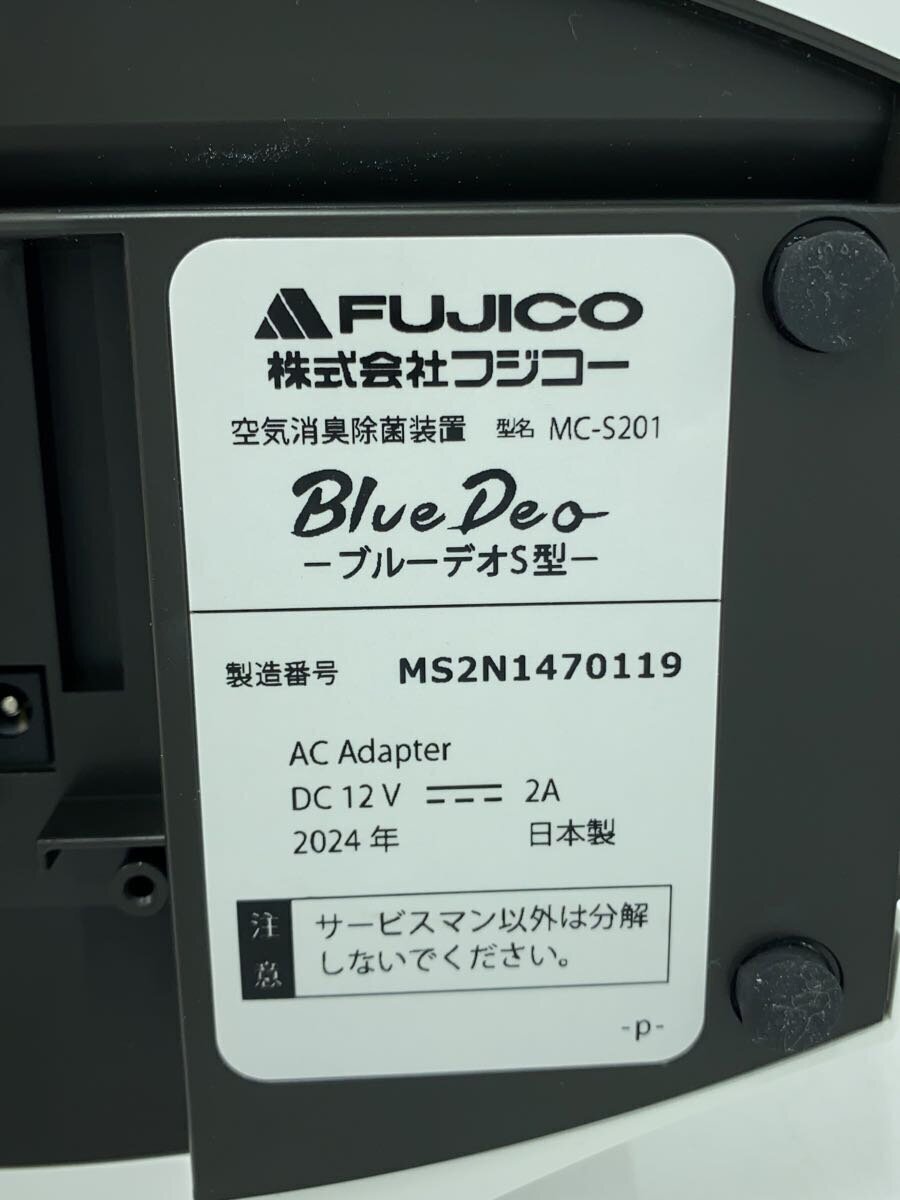 FUJICO
株式会社フジコー
空気消臭除菌装置 型名 MC-S201
Blue Deo
−ブルーデオS型−
製造番号 MS2N1470119
AC Adapter
DC 12 V 2A
2024 年 日本製
注意
サービスマン以外は分解
しないでください。
-p-